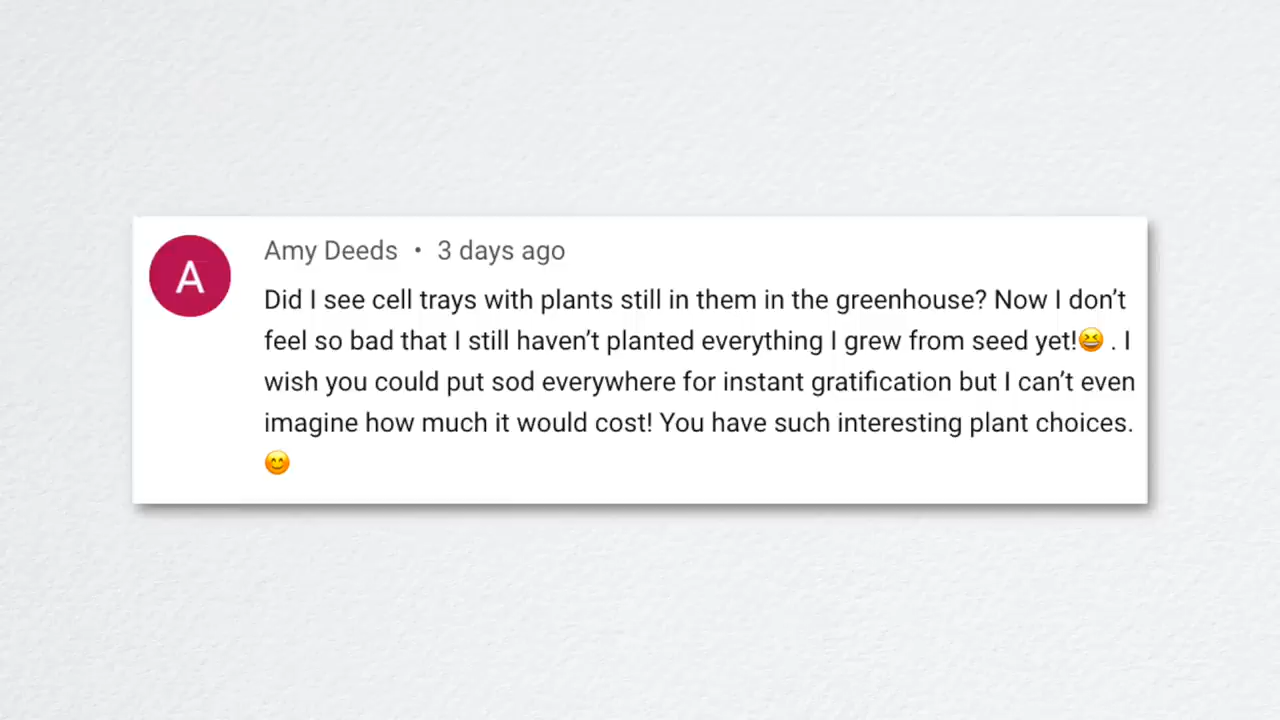 A
Amy Deeds • 3 days ago
Did I see cell trays with plants still in them in the greenhouse? Now I don’t
feel so bad that I still haven’t planted everything I grew from seed yet!😆 . I
wish you could put sod everywhere for instant gratification but I can’t even
imagine how much it would cost! You have such interesting plant choices.
😊